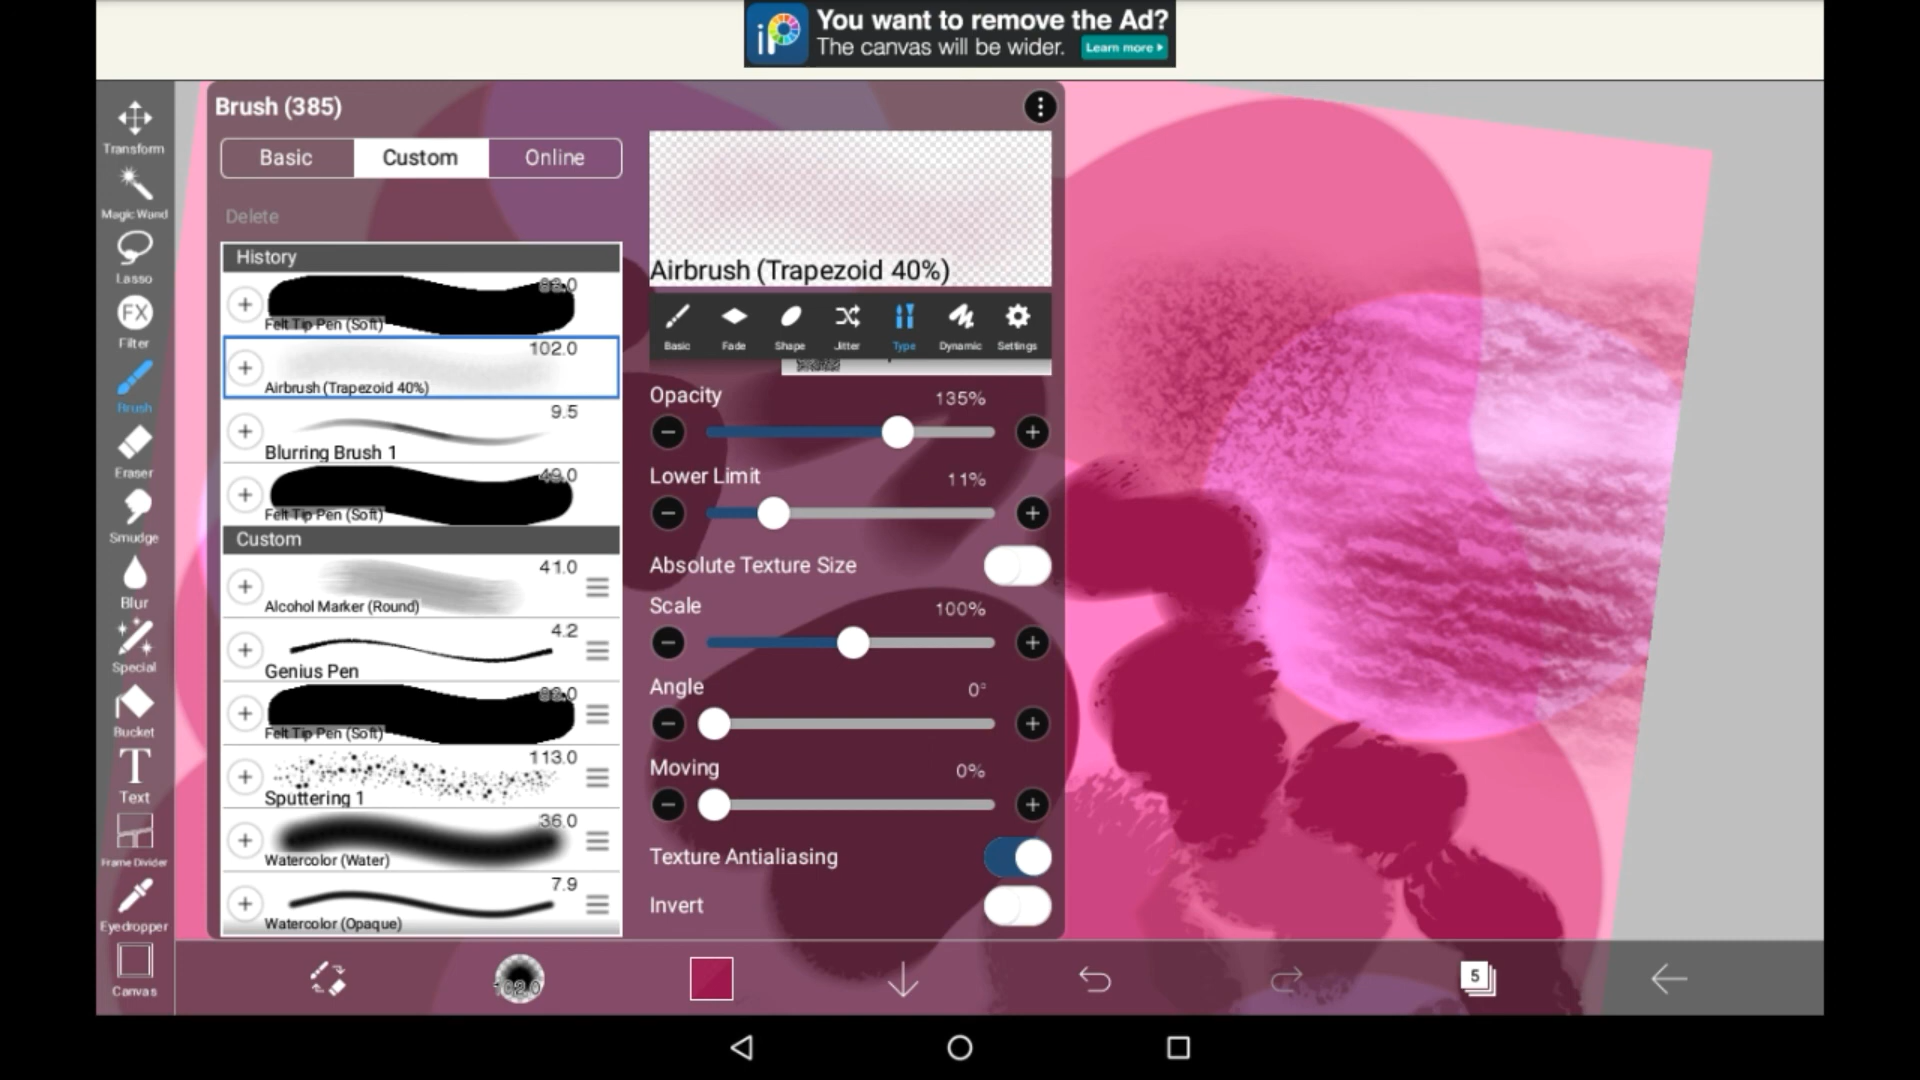 You want to remove the Ad?
The canvas will be wider.
Learn more
iP
Brush (385)
Basic
Custom
Online
Delete
History
Felt Tip Pen (Soft)
102.0
Airbrush (Trapezoid 40%)
9.5
Blurring Brush 1
49.0
Felt Tip Pen (Soft)
Custom
41.0
Alcohol Marker (Round)
4.2
Genius Pen
Felt Tip Pen (Soft)
113.0
Sputtering 1
36.0
Watercolor (Water)
7.9
Watercolor (Opaque)
Airbrush (Trapezoid 40%)
Basic
Fade
Shape
Jitter
Type
Dynamic
Settings
Opacity
135%
Lower Limit
11%
Absolute Texture Size
Scale
100%
Angle
0°
Moving
0%
Texture Antialiasing
Invert
Transform
Magic Wand
Lasso
FX
Filter
Brush
Eraser
Smudge
Blur
Special
Bucket
T
Text
Frame Divider
Eyedropper
Canvas
102.0
5